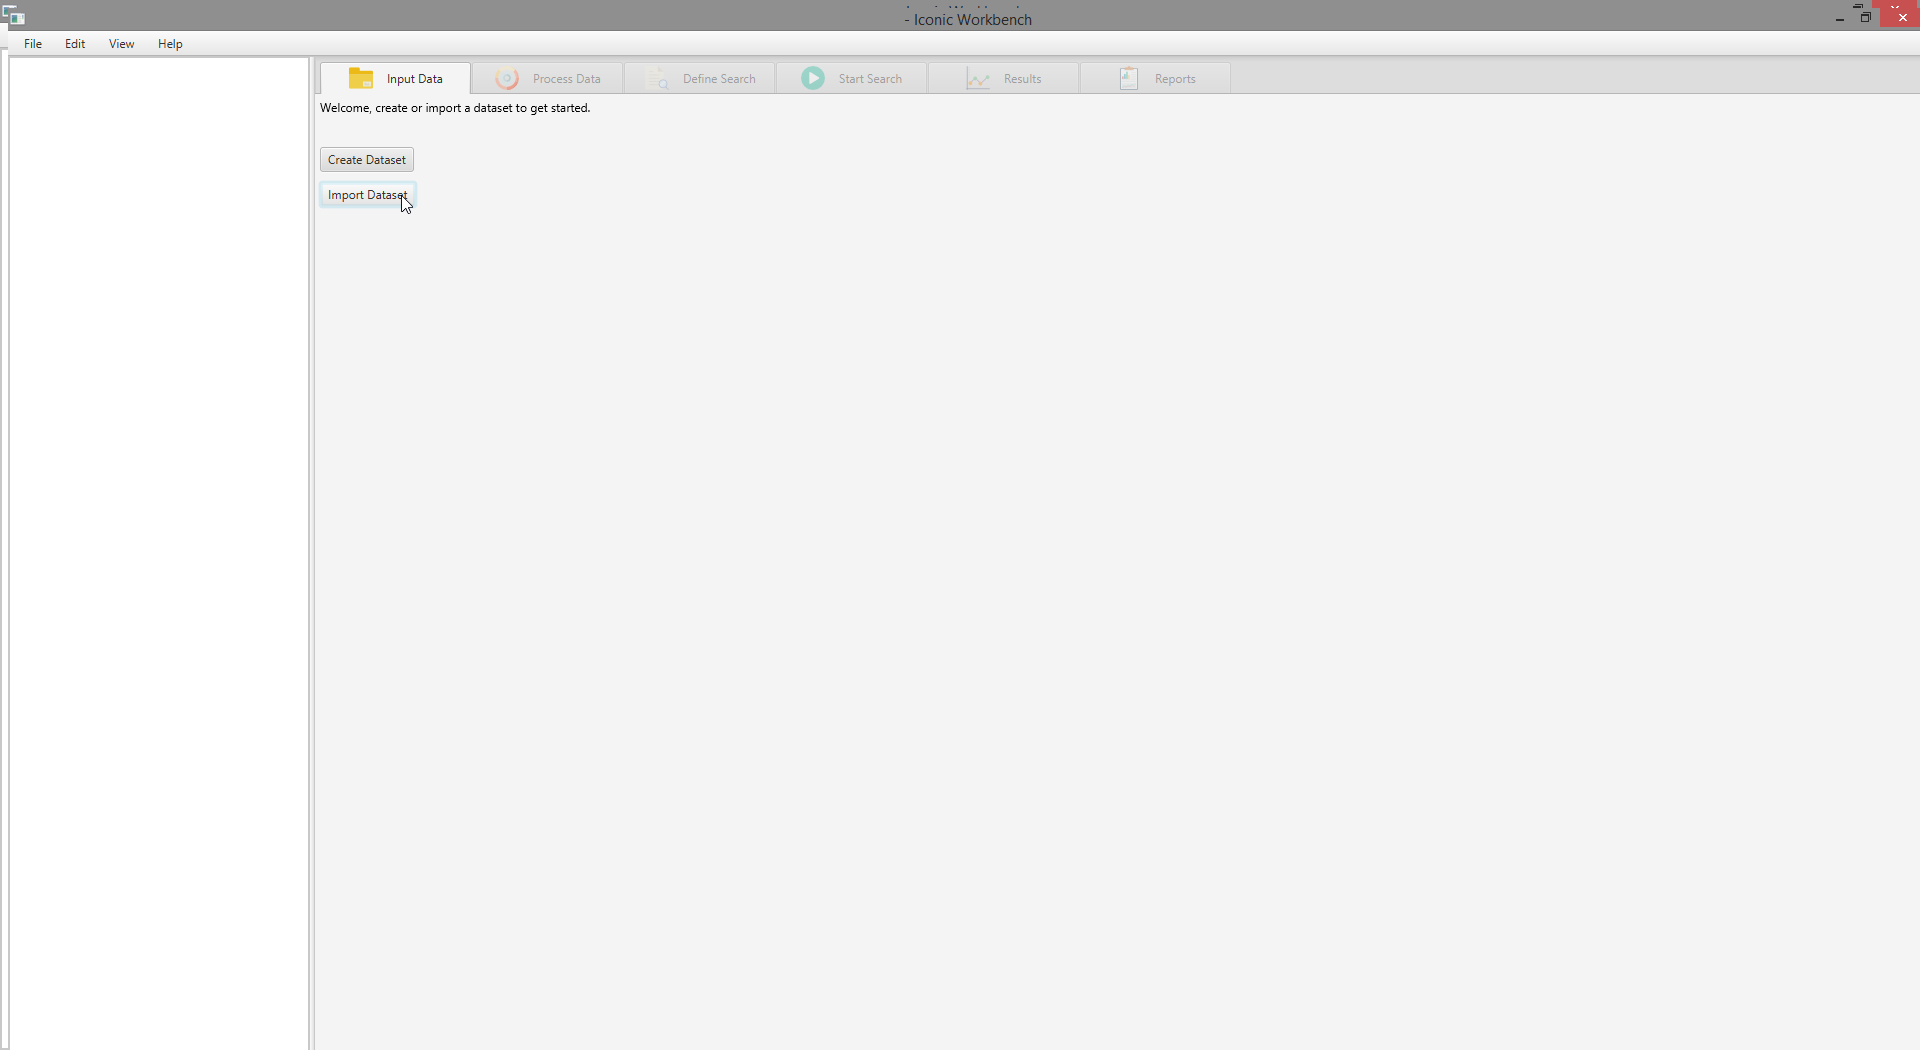 - Iconic Workbench
File Edit View Help
Input Data Process Data Define Search Start Search Results Reports
Welcome, create or import a dataset to get started.
Create Dataset
Import Dataset